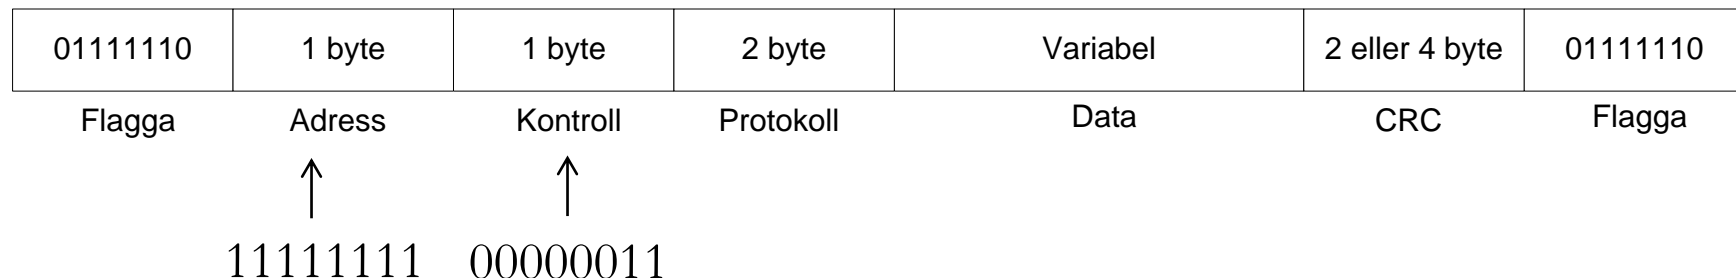 01111110 1 byte 1 byte 2 byte Variabel 2 eller 4 byte 01111110
Flagga Adress Kontroll Protokoll Data CRC Flagga
11111111 00000011